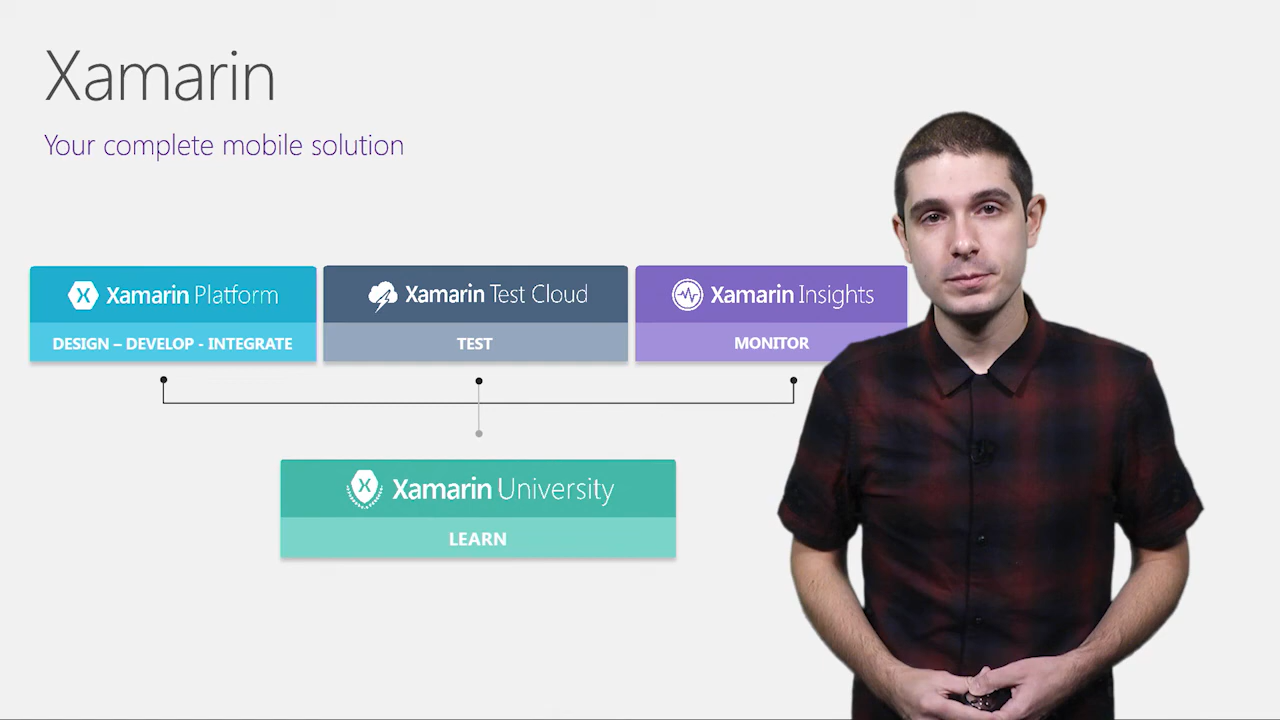 Xamarin
Your complete mobile solution
Xamarin Platform
DESIGN – DEVELOP - INTEGRATE
Xamarin Test Cloud
TEST
Xamarin Insights
MONITOR
Xamarin University
LEARN